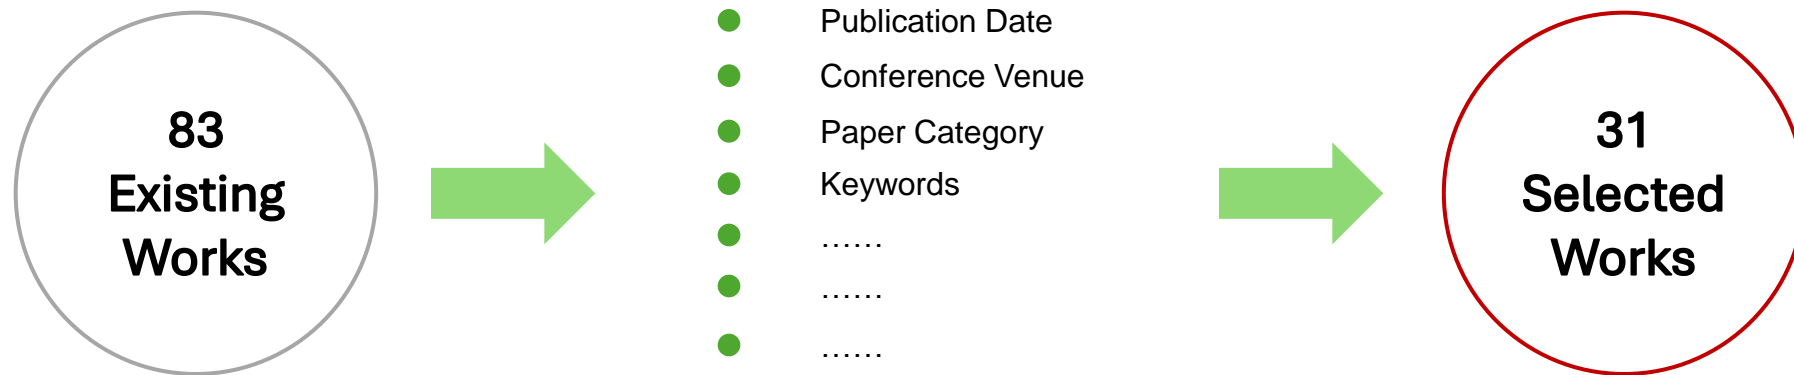 83
Existing
Works
Publication Date
Conference Venue
Paper Category
Keywords
……
……
……
31
Selected
Works